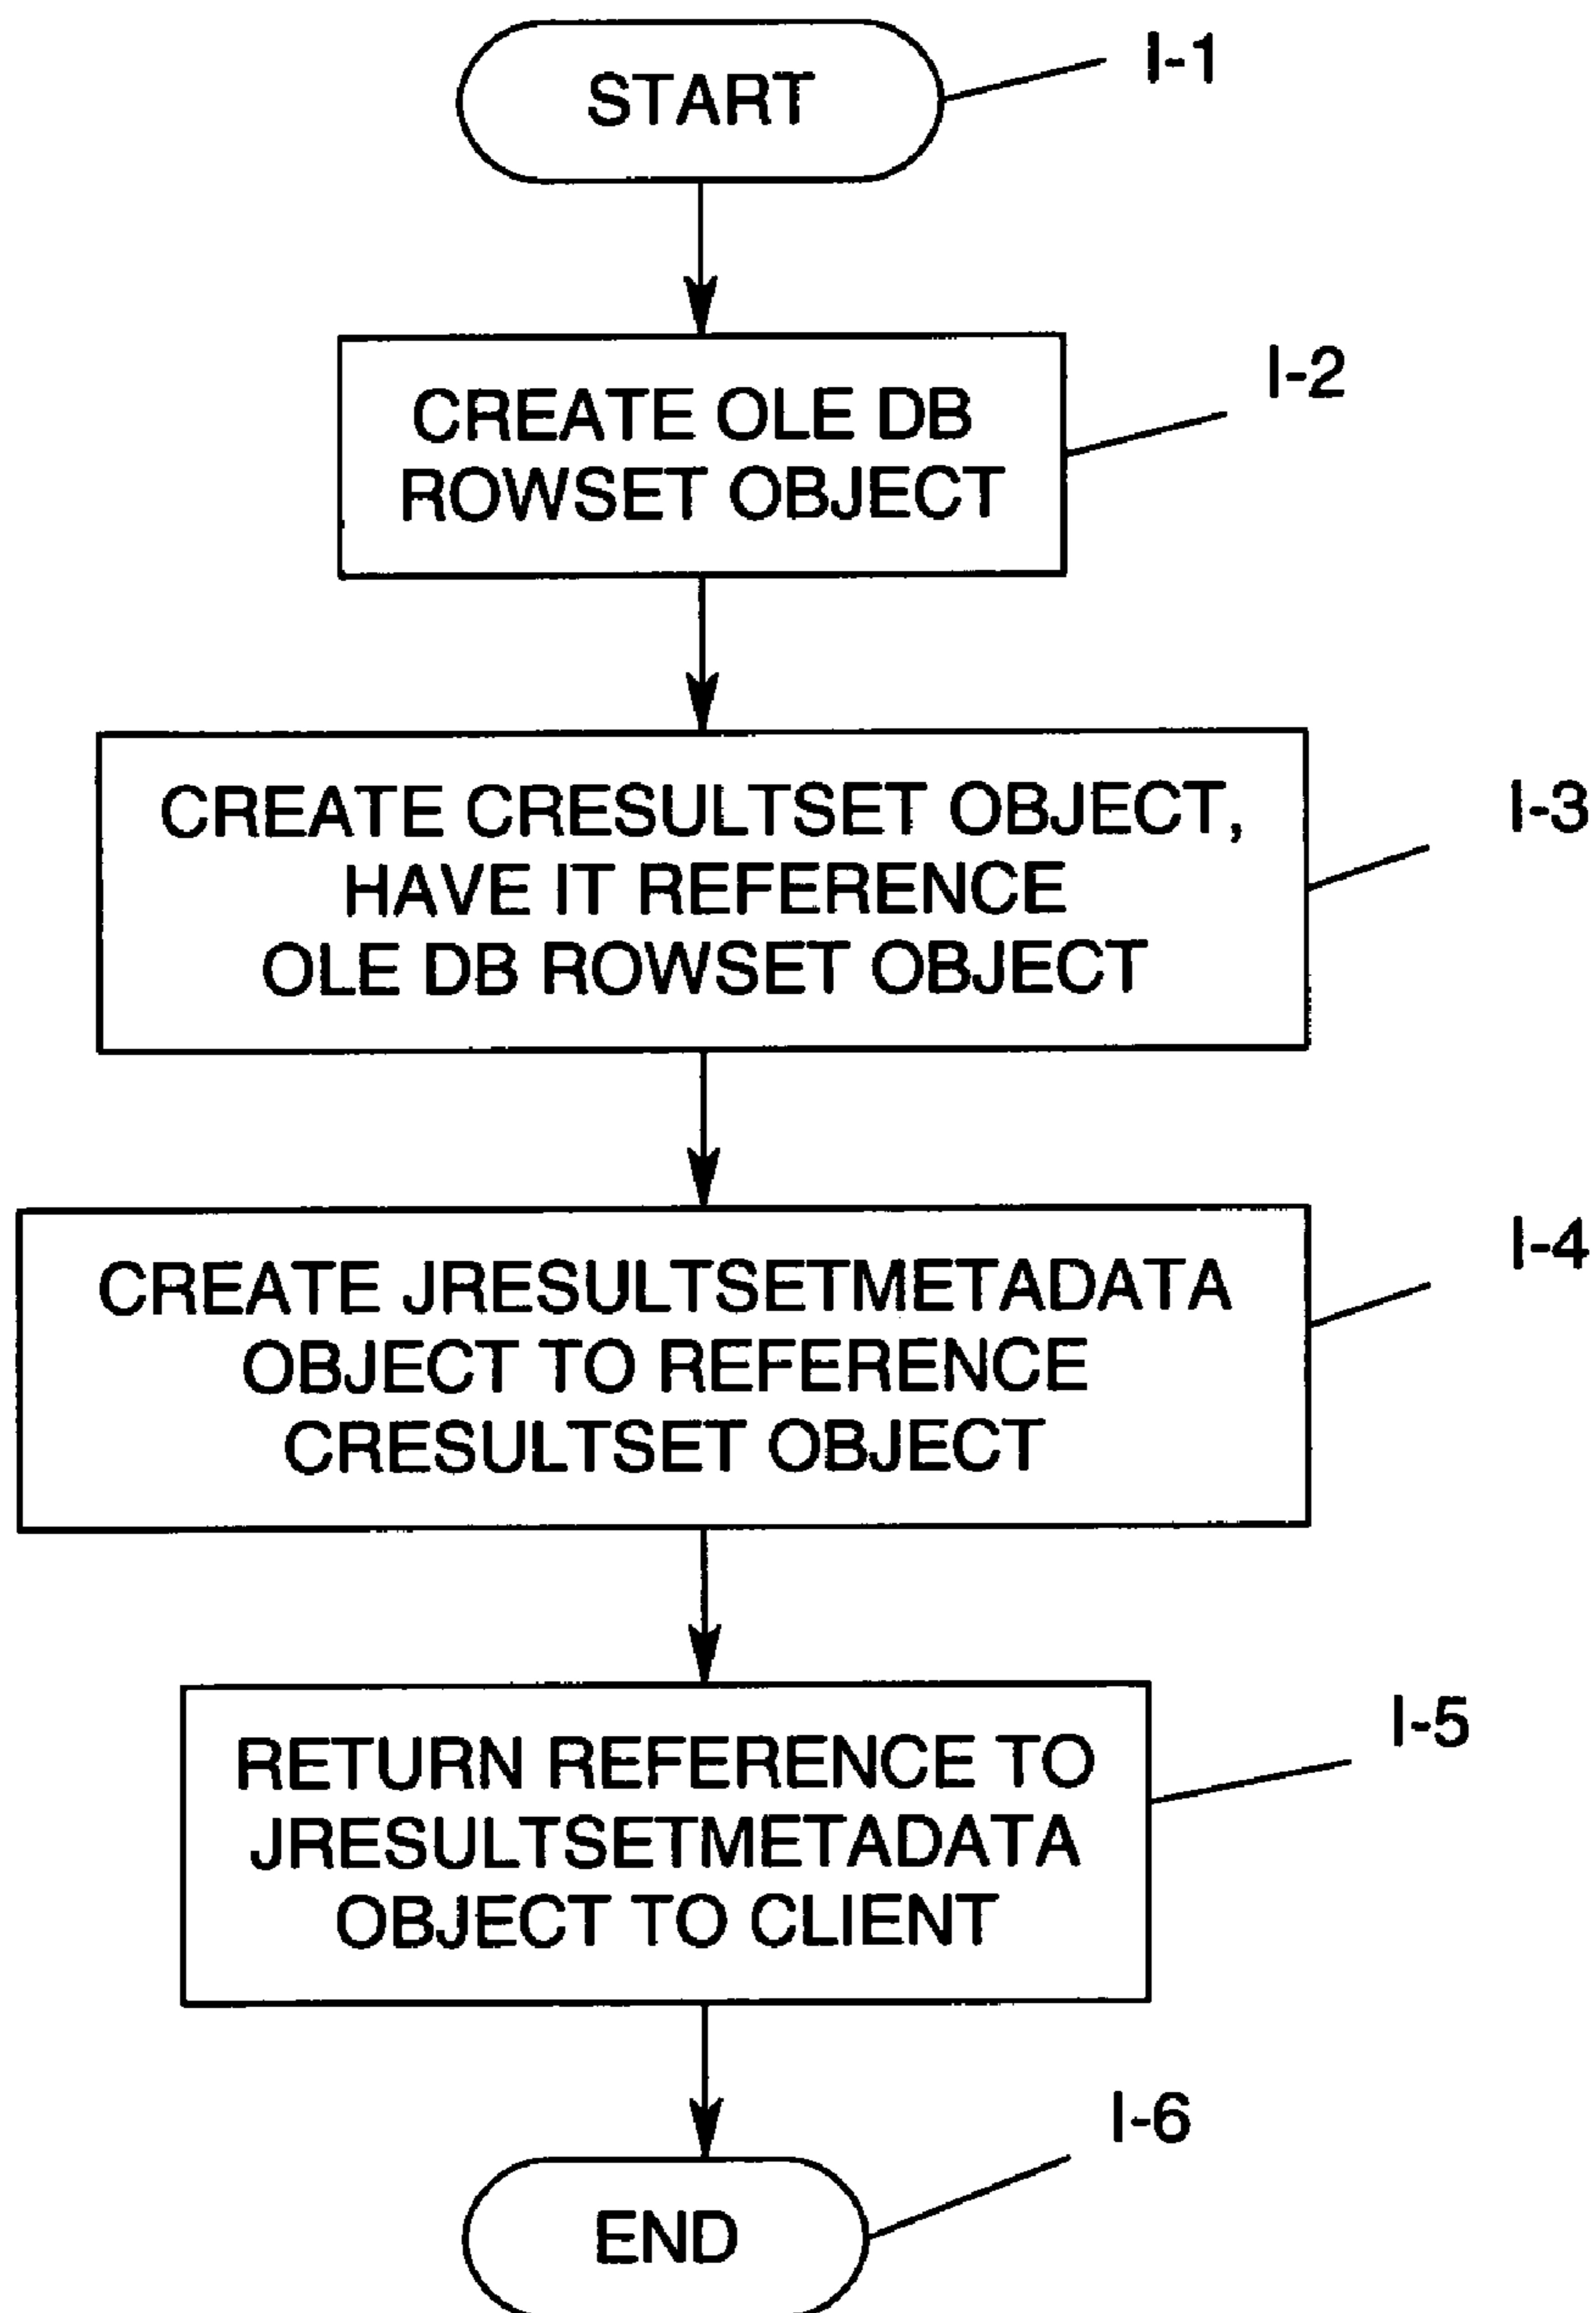 START
I-1
CREATE OLE DB
ROWSET OBJECT
I-2
CREATE CRESULTSET OBJECT,
HAVE IT REFERENCE
OLE DB ROWSET OBJECT
I-3
CREATE JRESULTSETMETADATA
OBJECT TO REFERENCE
CRESULTSET OBJECT
I-4
RETURN REFERENCE TO
JRESULTSETMETADATA
OBJECT TO CLIENT
I-5
END
I-6